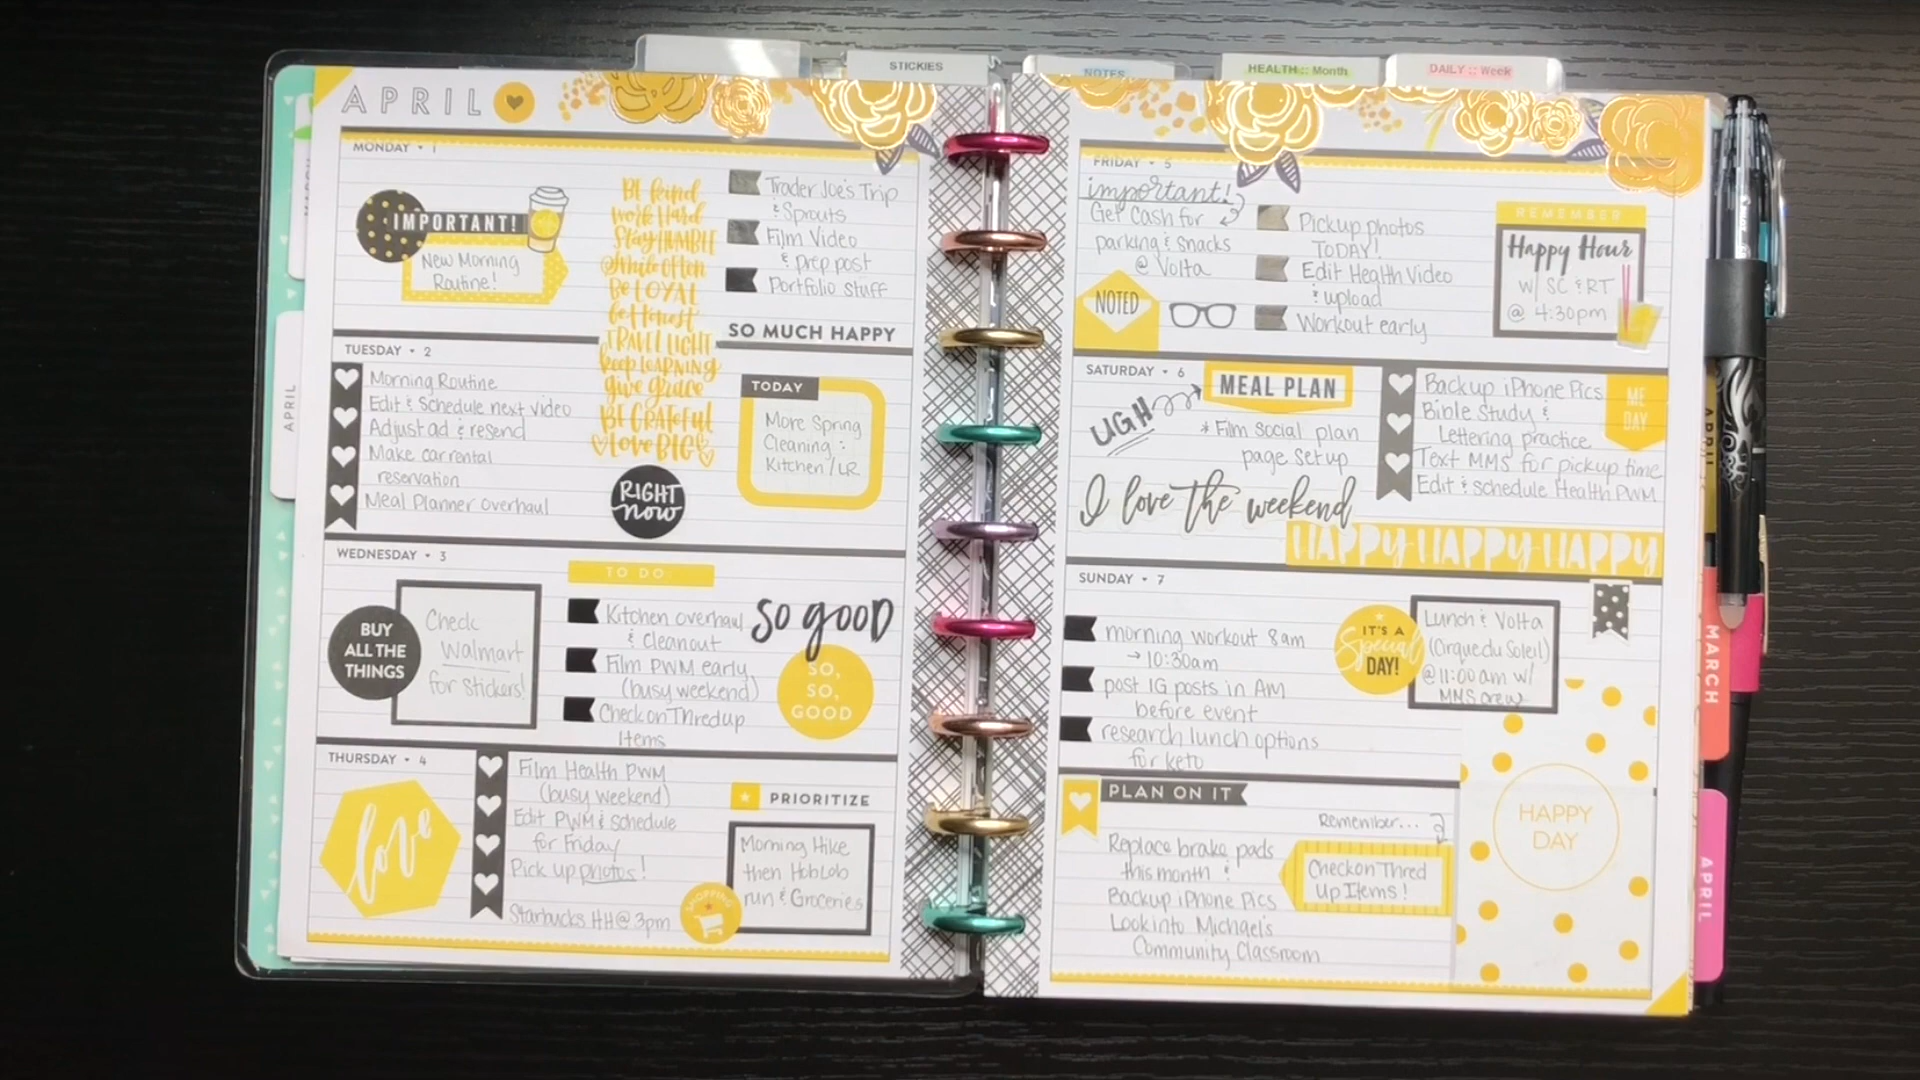 STICKIES
NOTES
HEALTH :: Month
DAILY :: Week
APRIL
MONDAY • 1
IMPORTANT!
New Morning
Routine!
BE kind
work Hard
Stay HUMBLE
Smile often
Be LOYAL
be Honest
TRAVEL LIGHT
keep LEARNING
give grace
BE GRATEFUL
LOVE BIG
Trader Joe's Trip
& Sprouts
Film Video
& prep post
Portfolio stuff
SO MUCH HAPPY
TUESDAY • 2
Morning Routine
Edit & Schedule next video
Adjust ad & resend
Make car rental
reservation
Meal Planner overhaul
RIGHT
now
TODAY
More Spring
Cleaning :
Kitchen / LR
WEDNESDAY • 3
BUY
ALL THE
THINGS
Check
Walmart
for stickers!
TO DO
Kitchen overhaul
& cleanout
Film PWM early
(busy weekend)
Check on Thredup
Items
so good
SO,
SO,
GOOD
THURSDAY • 4
love
Film Health PWM
(busy weekend)
Edit PWM & schedule
for Friday
Pick up photos!
Starbucks HH @ 3pm
SHOPPING
PRIORITIZE
Morning Hike
then HobLob
run & Groceries
FRIDAY • 5
important!
Get Cash for
parking & snacks
@ Volta
NOTED
Pickup photos
TODAY!
Edit Health Video
& upload
Workout early
REMEMBER
Happy Hour
w/ SC & RT
@ 4:30pm
SATURDAY • 6
UGH
MEAL PLAN
* Film social plan
page setup
I love the weekend
Backup iPhone Pics
Bible Study &
Lettering practice
Text MMS for pickup time
Edit & schedule Health PWM
ME
DAY
HAPPY HAPPY HAPPY
SUNDAY • 7
morning workout 8am
→ 10:30am
post IG posts in AM
before event
research lunch options
for keto
IT'S A
Special
DAY!
Lunch & Volta
(Orque du Soleil)
@ 11:00am w/
MMS crew
PLAN ON IT
Remember...
Replace brake pads
this month !
Backup iPhone Pics
Look into Michael's
Community Classroom
Check on Thred
Up Items!
HAPPY
DAY
APRIL
APRIL
MARCH
APRIL